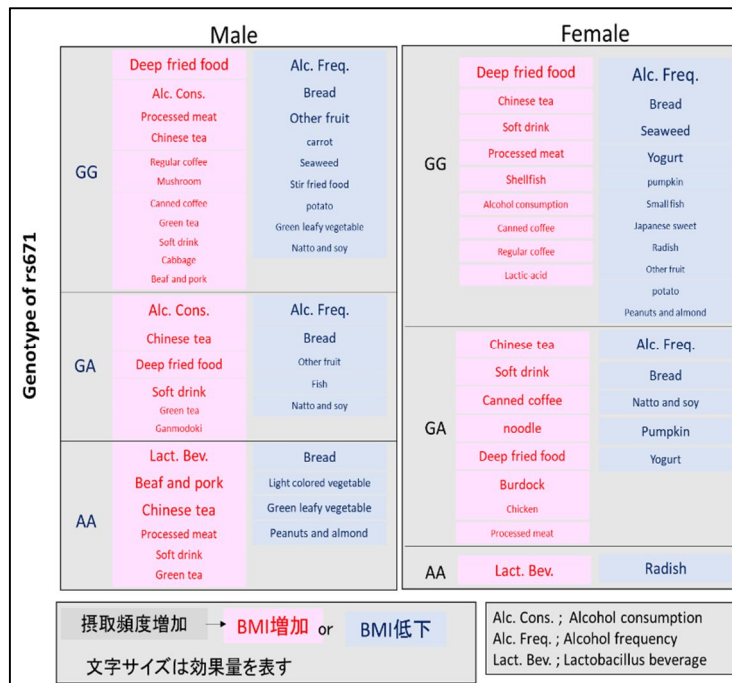 Male
Genotype of rs671
GG
Deep fried food
Alc. Cons.
Processed meat
Chinese tea
Regular coffee
Mushroom
Canned coffee
Green tea
Soft drink
Cabbage
Beaf and pork
Alc. Freq.
Bread
Other fruit
carrot
Seaweed
Stir fried food
potato
Green leafy vegetable
Natto and soy
GA
Alc. Cons.
Chinese tea
Deep fried food
Soft drink
Green tea
Ganmodoki
Alc. Freq.
Bread
Other fruit
Fish
Natto and soy
AA
Lact. Bev.
Beaf and pork
Chinese tea
Processed meat
Soft drink
Green tea
Bread
Light colored vegetable
Green leafy vegetable
Peanuts and almond
Female
GG
Deep fried food
Chinese tea
Soft drink
Processed meat
Shellfish
Alcohol consumption
Canned coffee
Regular coffee
Lactic-acid
Alc. Freq.
Bread
Seaweed
Yogurt
pumpkin
Small fish
Japanese sweet
Radish
Other fruit
potato
Peanuts and almond
GA
Chinese tea
Soft drink
Canned coffee
noodle
Deep fried food
Burdock
Chicken
Processed meat
Alc. Freq.
Bread
Natto and soy
Pumpkin
Yogurt
AA
Lact. Bev.
Radish
摂取頻度増加 → BMI増加 or BMI低下
文字サイズは効果量を表す
Alc. Cons. ; Alcohol consumption
Alc. Freq. ; Alcohol frequency
Lact. Bev. ; Lactobacillus beverage